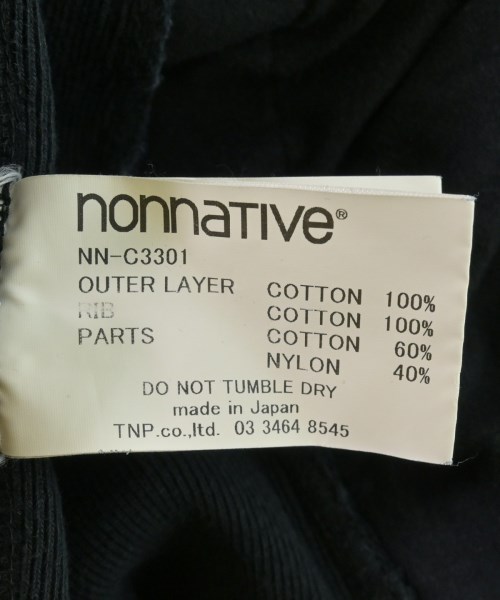 nonnative®
NN-C3301
OUTER LAYER COTTON 100%
RIB COTTON 100%
PARTS COTTON 60%
NYLON 40%
DO NOT TUMBLE DRY
made in Japan
TNP.co.,ltd. 03 3464 8545